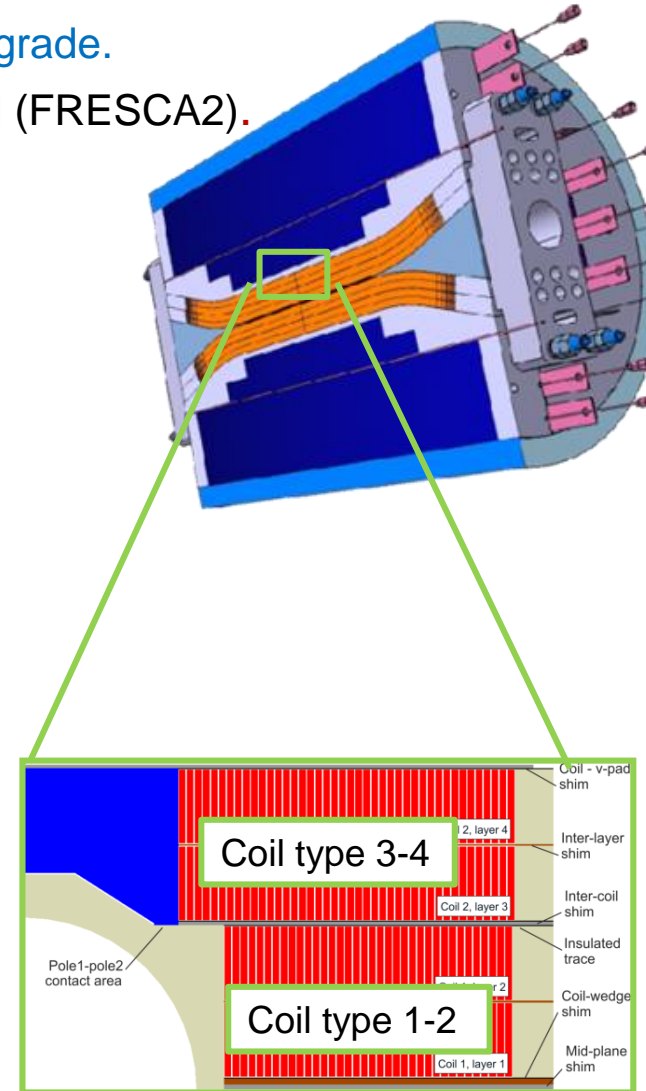 grade.
(FRESCA2).
Coil - v-pad
shim
2, layer 4
Coil type 3-4
Inter-layer
shim
Coil 2, layer 3
Inter-coil
shim
Insulated
trace
Pole1-pole2
contact area
Coil type 1-2
Coil-wedge
shim
Mid-plane
shim
Coil 1, layer 1